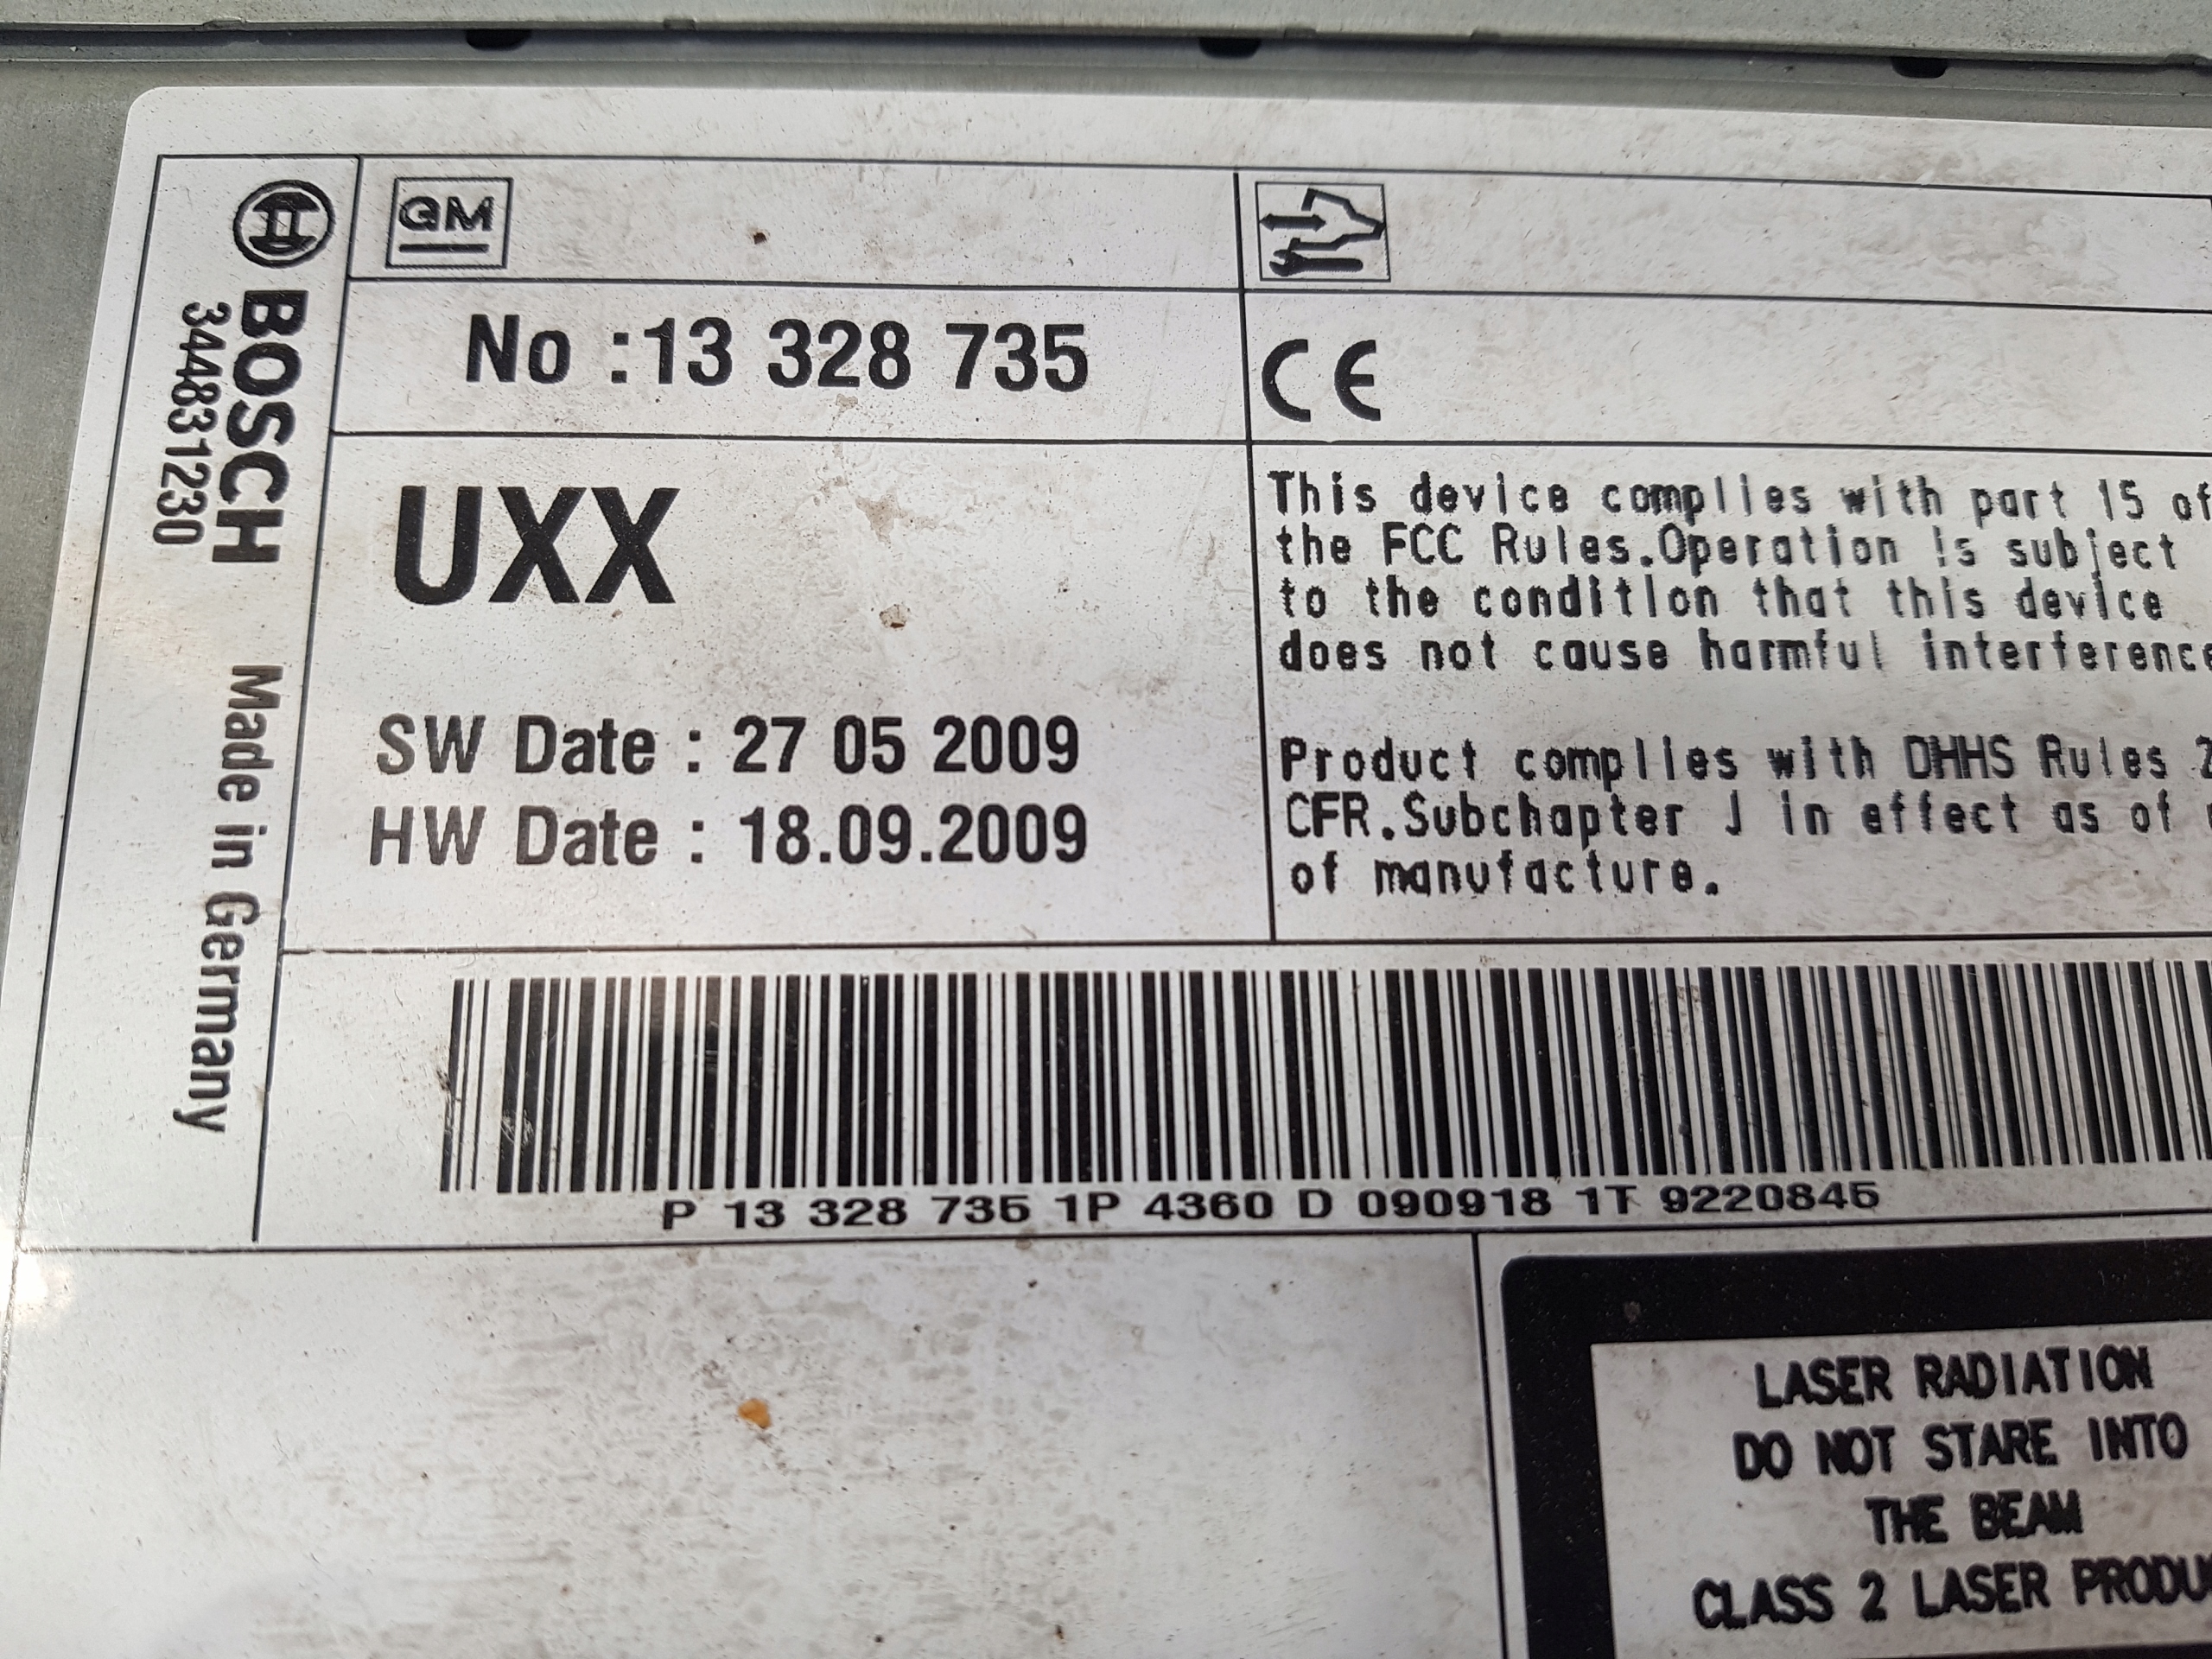 BOSCH
344831230
Made in Germany
GM
No :13 328 735
CE
UXX
SW Date : 27 05 2009
HW Date : 18.09.2009
This device complies with part 15 of
the FCC Rules.Operation is subject
to the condition that this device
does not cause harmful interference
Product complies with DHHS Rules 2
CFR.Subchapter J in effect as of
of manufacture.
P 13 328 735 1P 4360 D 090918 1T 9220845
LASER RADIATION
DO NOT STARE INTO
THE BEAM
CLASS 2 LASER PRODU